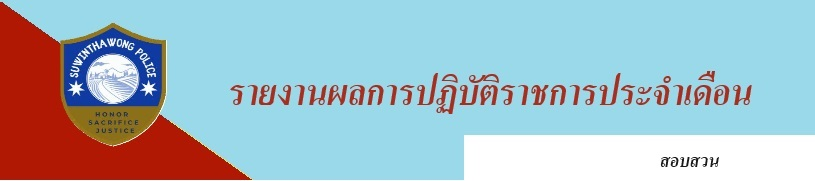 SUWINTHAWONG POLICE
HONOR
SACRIFICE
JUSTICE
รายงานผลการปฏิบัติราชการประจำเดือน
สอบสวน